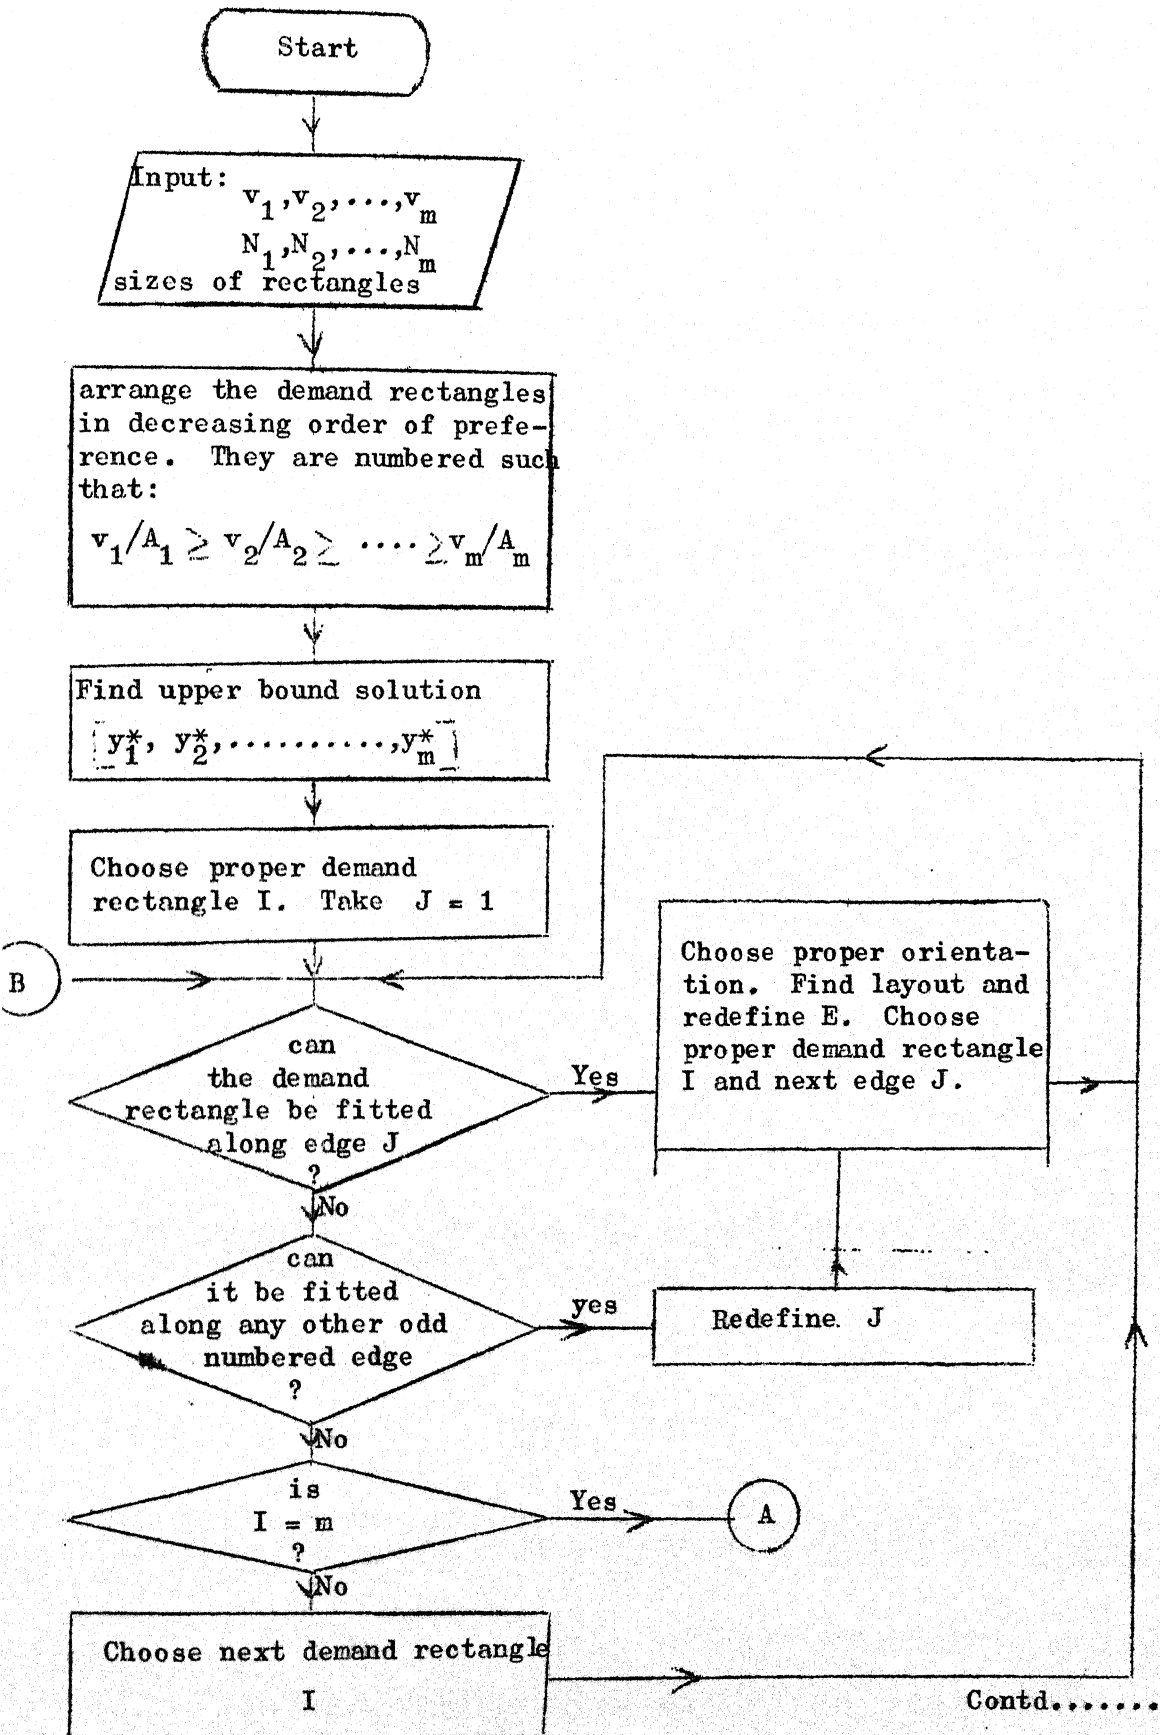 Start
Input:
v1,v2,...,vm
N1,N2,...,Nm
sizes of rectangles
arrange the demand rectangles
in decreasing order of prefe-
rence. They are numbered such
that:
v1/A1 ≥ v2/A2 ≥ .... ≥ vm/Am
Find upper bound solution
[y1*, y2*,..........,ym*]
Choose proper demand
rectangle I. Take J = 1
B
can
the demand
rectangle be fitted
along edge J
?
Yes
Choose proper orienta-
tion. Find layout and
redefine E. Choose
proper demand rectangle
I and next edge J.
No
can
it be fitted
along any other odd
numbered edge
?
yes
Redefine. J
No
is
I = m
?
Yes
A
No
Choose next demand rectangle
I
Contd.......